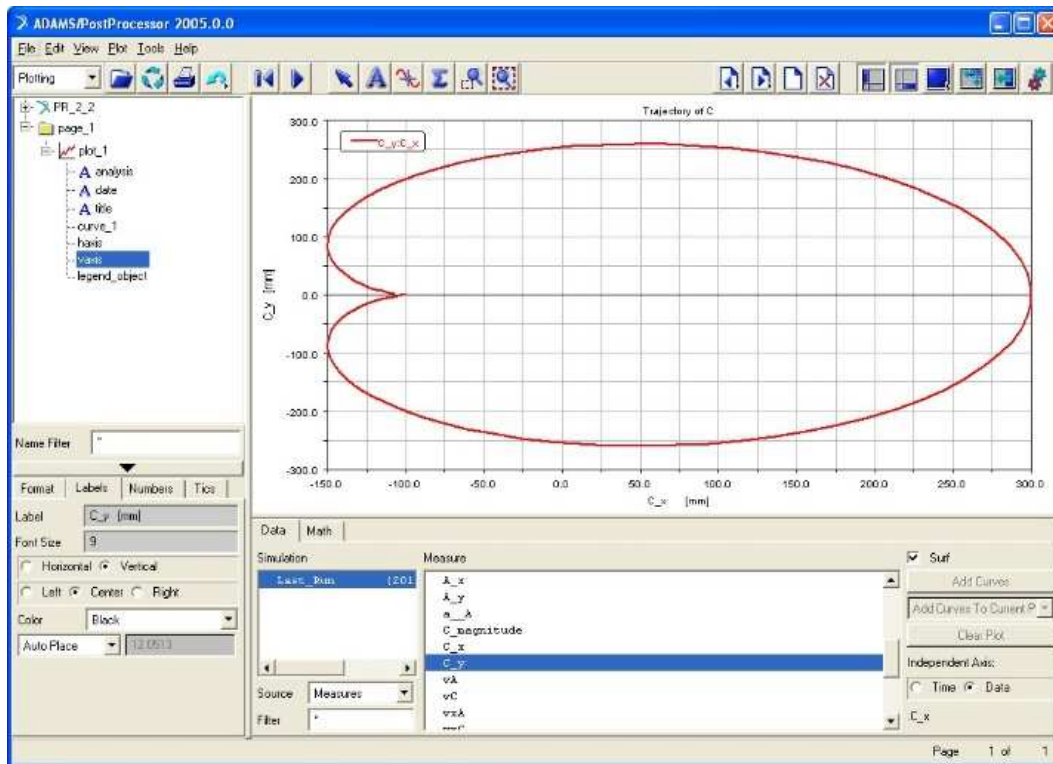 ADAMS/PostProcessor 2005.0.0
File Edit View Plot Tools Help
Plotting
PR_2_2
page_1
plot_1
A analysis
A date
A title
curve_1
haxis
vaxis
legend_object
Name Filter *
Format Labels Numbers Tics
Label C_y [mm]
Font Size 9
Horizontal Vertical
Left Center Right
Color Black
Auto Place 12.0513
Trajectory of C
C_y:C_x
300.0
200.0
100.0
0.0
-100.0
-200.0
-300.0
C_y [mm]
-150.0 -100.0 -50.0 0.0 50.0 100.0 150.0 200.0 250.0 300.0
C_x [mm]
Data Math
Simulation
Last_Run (201
Source Measures
Filter *
Measure
A_x
A_y
a__A
C_magnitude
C_x
C_y
vA
vC
vxA
Surf
Add Curves
Add Curves To Current P
Clear Plot
Independent Axis:
Time Data
C_x
Page 1 of 1